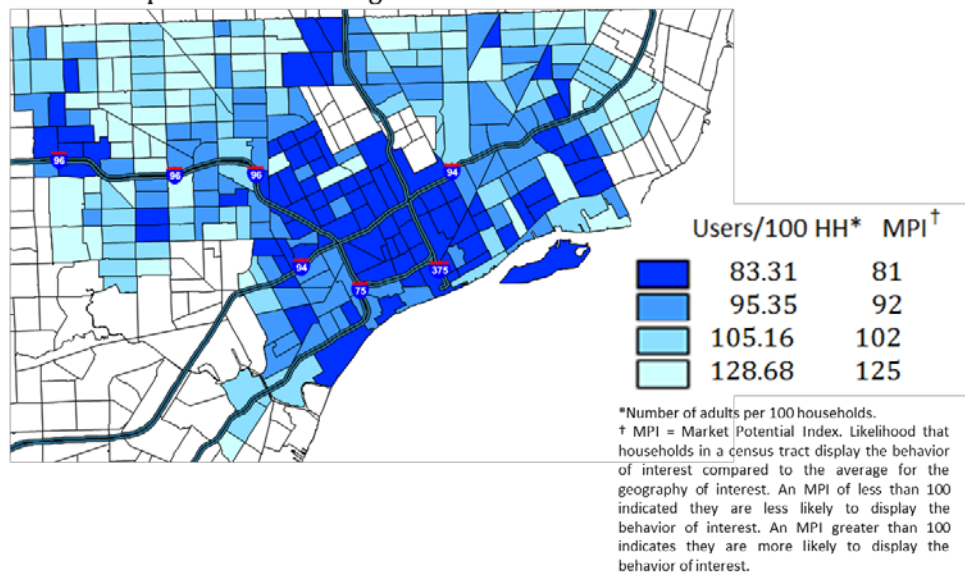 96
96
96
94
94
375
75
Users/100 HH* MPI†
83.31 81
95.35 92
105.16 102
128.68 125
*Number of adults per 100 households.
† MPI = Market Potential Index. Likelihood that
households in a census tract display the behavior
of interest compared to the average for the
geography of interest. An MPI of less than 100
indicated they are less likely to display the
behavior of interest. An MPI greater than 100
indicates they are more likely to display the
behavior of interest.